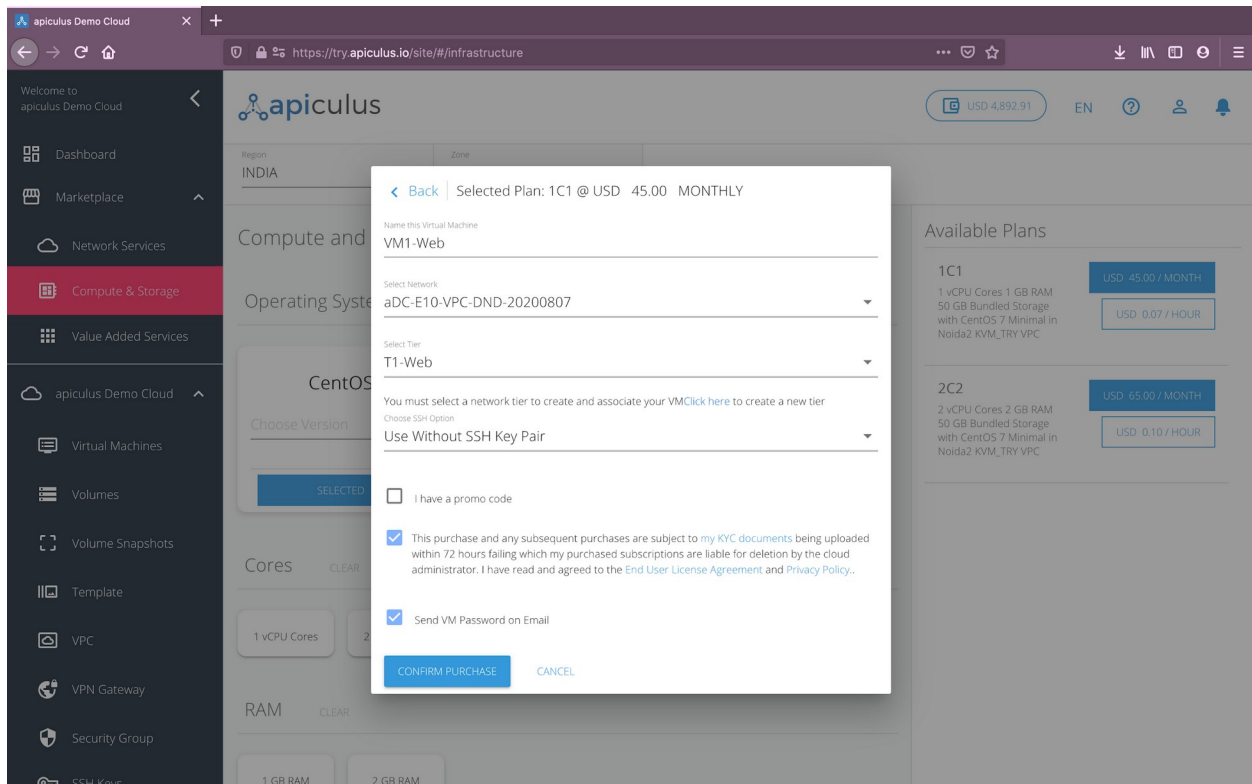 apiculus Demo Cloud
https://try.apiculus.io/site/#/infrastructure
Welcome to
apiculus Demo Cloud
Dashboard
Marketplace
Network Services
Compute & Storage
Value Added Services
apiculus Demo Cloud
Virtual Machines
Volumes
Volume Snapshots
Template
VPC
VPN Gateway
Security Group
SSH Keys
apiculus
USD 4,892.91
EN
Region
INDIA
Zone
Compute and
Operating Syste
CentOS
Choose Version
SELECTED
Cores CLEAR
1 vCPU Cores
2
RAM CLEAR
1 GB RAM
2 GB RAM
Back Selected Plan: 1C1 @ USD 45.00 MONTHLY
Name this Virtual Machine
VM1-Web
Select Network
aDC-E10-VPC-DND-20200807
Select Tier
T1-Web
You must select a network tier to create and associate your VMClick here to create a new tier
Choose SSH Option
Use Without SSH Key Pair
I have a promo code
This purchase and any subsequent purchases are subject to my KYC documents being uploaded
within 72 hours failing which my purchased subscriptions are liable for deletion by the cloud
administrator. I have read and agreed to the End User License Agreement and Privacy Policy..
Send VM Password on Email
CONFIRM PURCHASE CANCEL
Available Plans
1C1
1 vCPU Cores 1 GB RAM
50 GB Bundled Storage
with CentOS 7 Minimal in
Noida2 KVM_TRY VPC
USD 45.00 / MONTH
USD 0.07 / HOUR
2C2
2 vCPU Cores 2 GB RAM
50 GB Bundled Storage
with CentOS 7 Minimal in
Noida2 KVM_TRY VPC
USD 65.00 / MONTH
USD 0.10 / HOUR